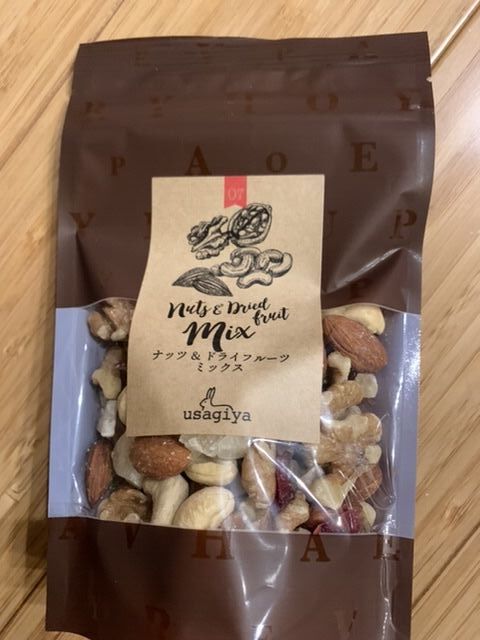 07
Nuts & Dried
fruit
Mix
ナッツ & ドライフルーツ
ミックス
usagiya